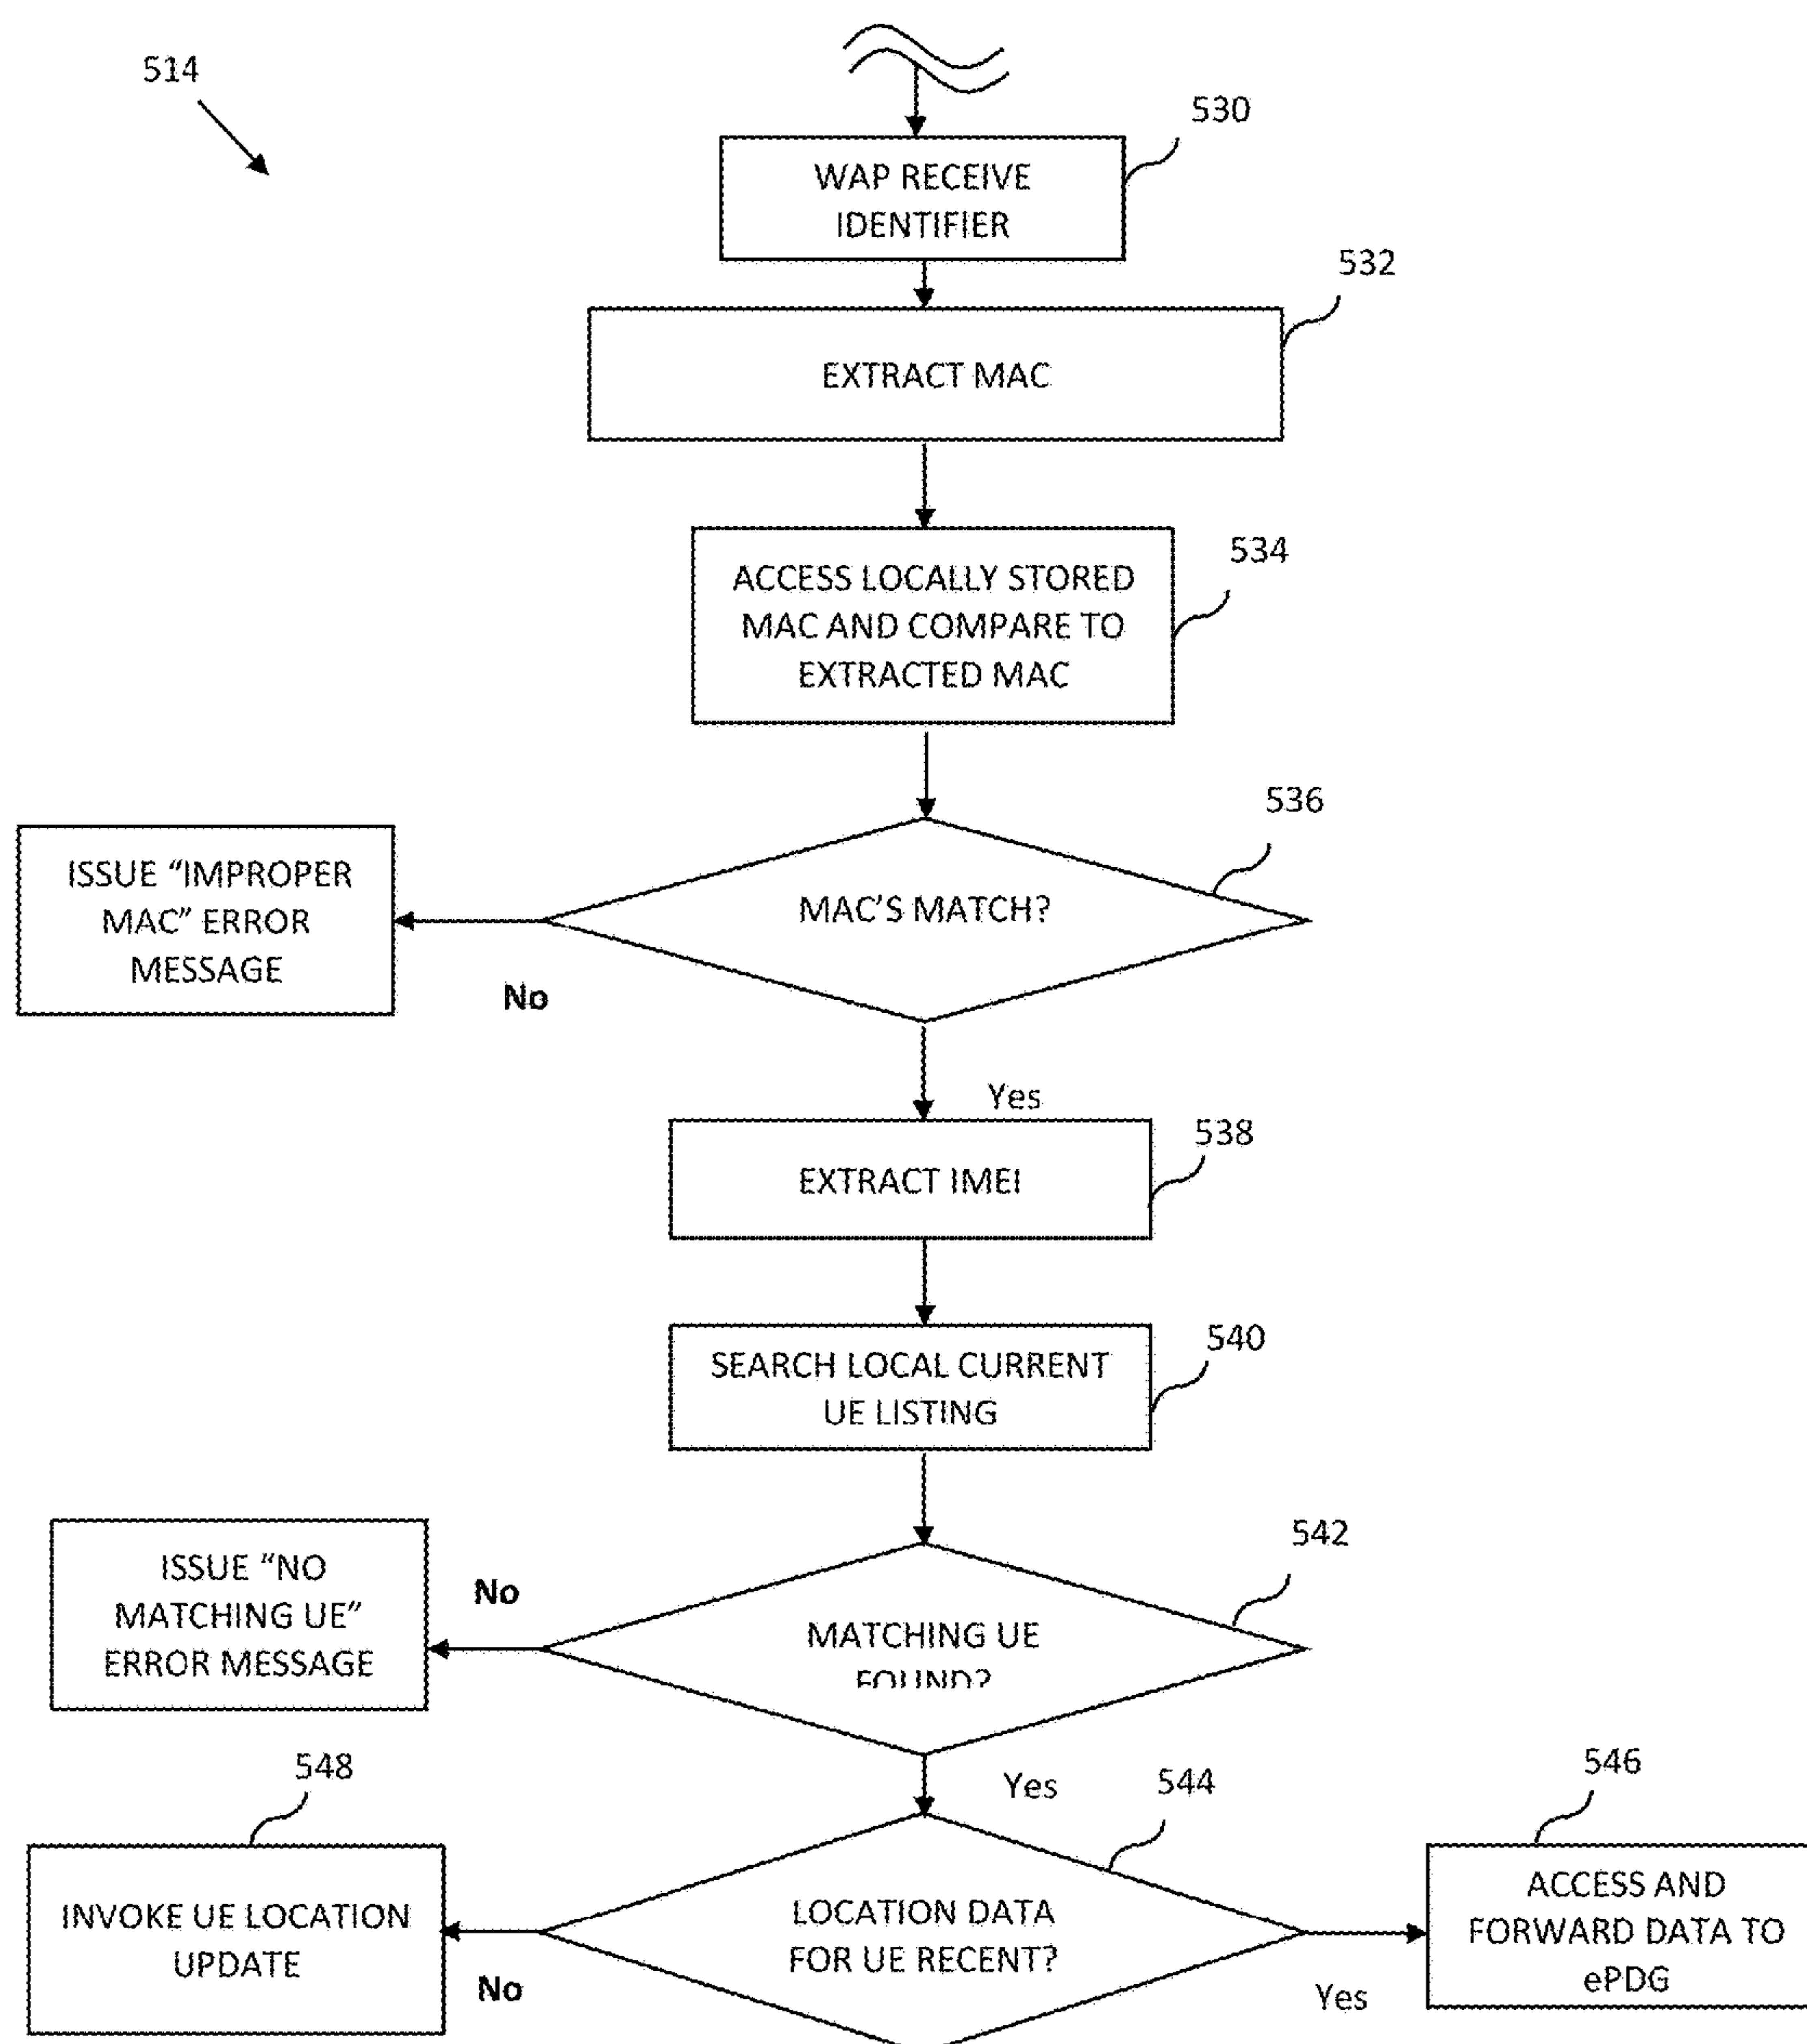 514
530
WAP RECEIVE
IDENTIFIER
532
EXTRACT MAC
534
ACCESS LOCALLY STORED
MAC AND COMPARE TO
EXTRACTED MAC
536
MAC'S MATCH?
ISSUE “IMPROPER
MAC” ERROR
MESSAGE
No
Yes
538
EXTRACT IMEI
540
SEARCH LOCAL CURRENT
UE LISTING
542
MATCHING UE
FOUND?
No
ISSUE “NO
MATCHING UE”
ERROR MESSAGE
Yes
544
LOCATION DATA
FOR UE RECENT?
548
INVOKE UE LOCATION
UPDATE
No
546
ACCESS AND
FORWARD DATA TO
ePDG
Yes